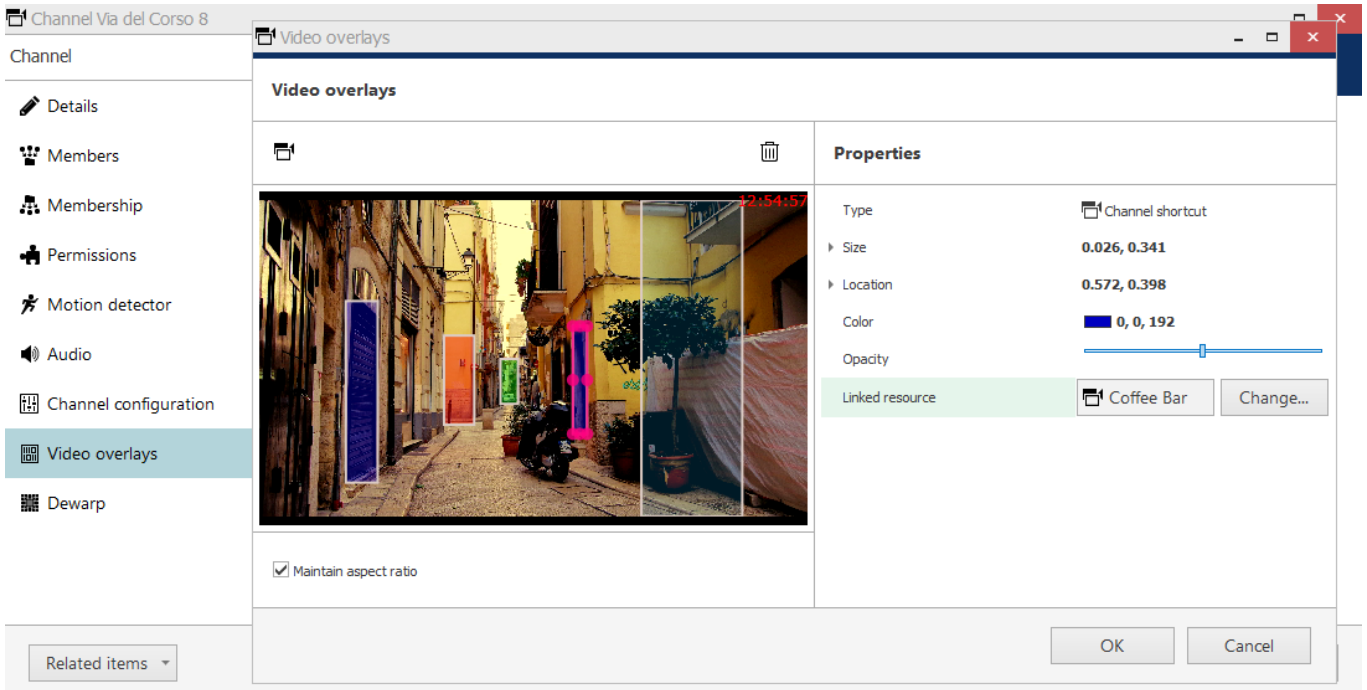 Channel Via del Corso 8
Channel
Details
Members
Membership
Permissions
Motion detector
Audio
Channel configuration
Video overlays
Dewarp
Related items
Video overlays
Video overlays
12:54:57
Maintain aspect ratio
Properties
Type Channel shortcut
Size 0.026, 0.341
Location 0.572, 0.398
Color 0, 0, 192
Opacity
Linked resource Coffee Bar Change...
OK Cancel